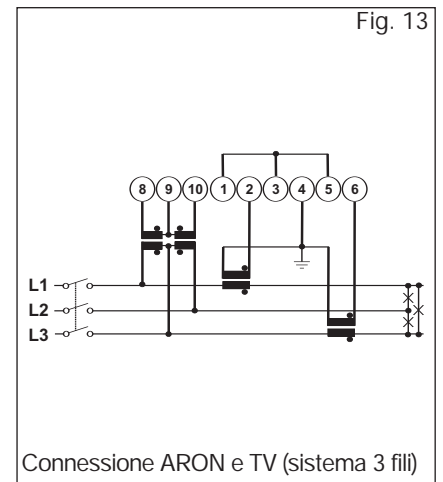 Fig. 13
8 9 10 1 2 3 4 5 6
L1
L2
L3
Connessione ARON e TV (sistema 3 fili)